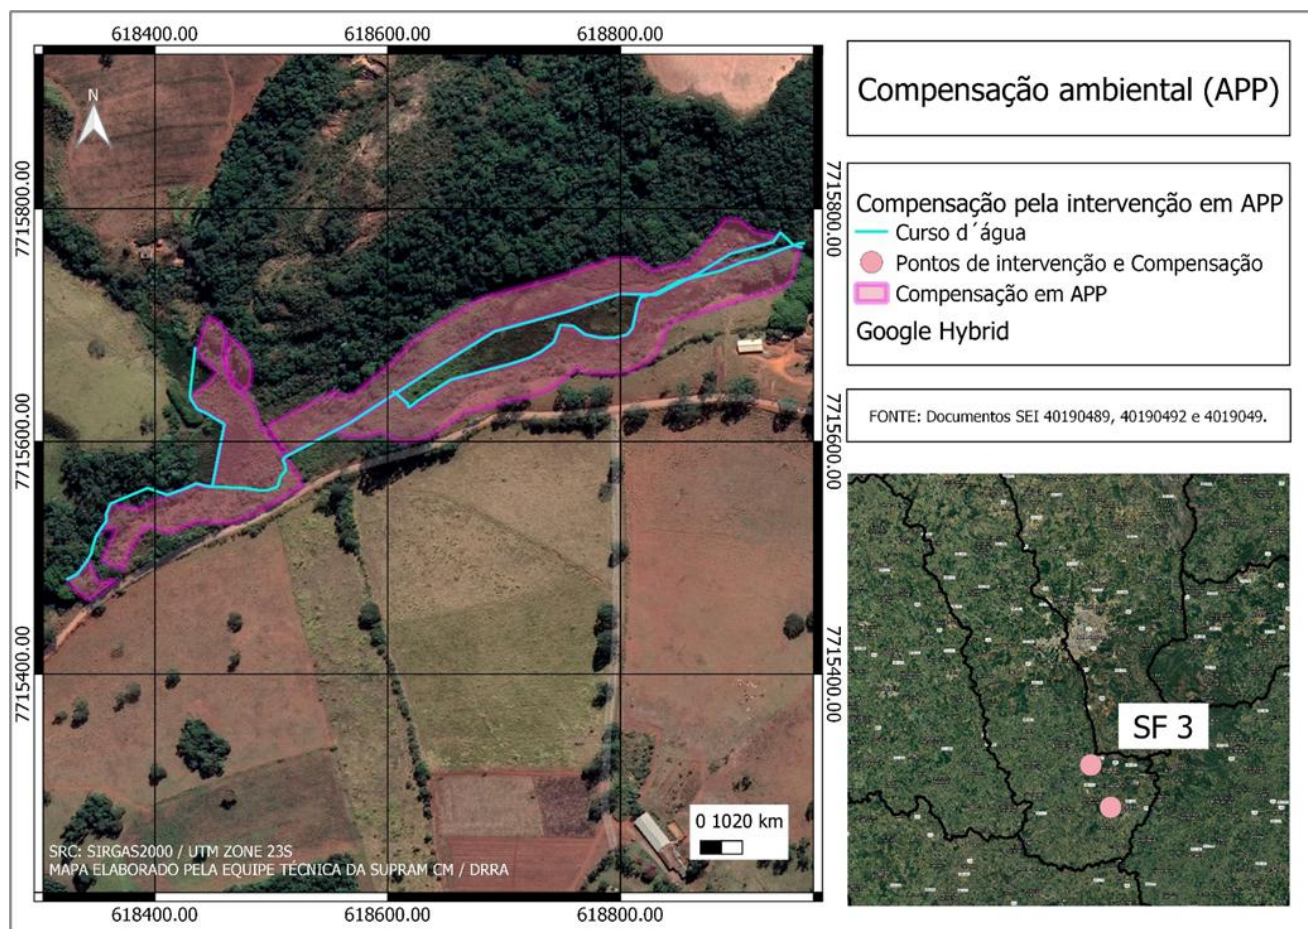 618400.00
618600.00
618800.00
N
7715800.00
7715600.00
7715400.00
7715800.00
7715600.00
7715400.00
0 1020 km
SRC: SIRGAS2000 / UTM ZONE 23S
MAPA ELABORADO PELA EQUIPE TÉCNICA DA SUPRAM CM / DRRA
618400.00
618600.00
618800.00
Compensação ambiental (APP)
Compensação pela intervenção em APP
Curso d´água
Pontos de intervenção e Compensação
Compensação em APP
Google Hybrid
FONTE: Documentos SEI 40190489, 40190492 e 4019049.
SF 3